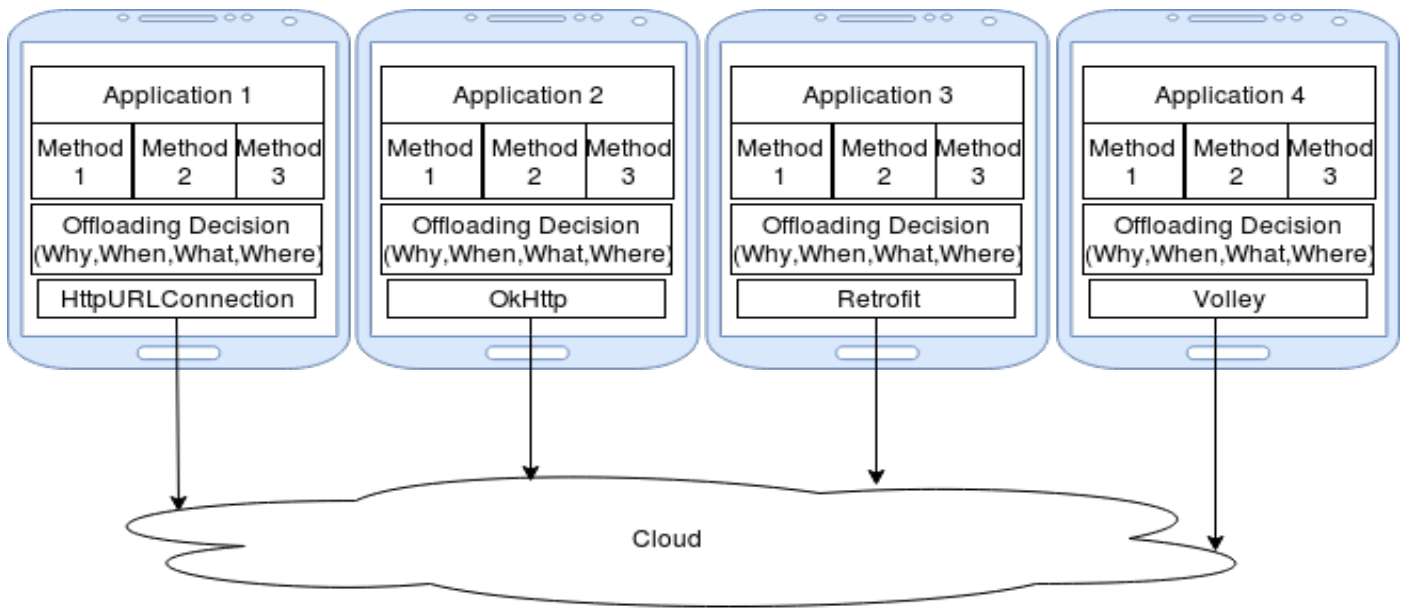 Application 1
Method 1
Method 2
Method 3
Offloading Decision
(Why,When,What,Where)
HttpURLConnection
Application 2
Method 1
Method 2
Method 3
Offloading Decision
(Why,When,What,Where)
OkHttp
Application 3
Method 1
Method 2
Method 3
Offloading Decision
(Why,When,What,Where)
Retrofit
Application 4
Method 1
Method 2
Method 3
Offloading Decision
(Why,When,What,Where)
Volley
Cloud